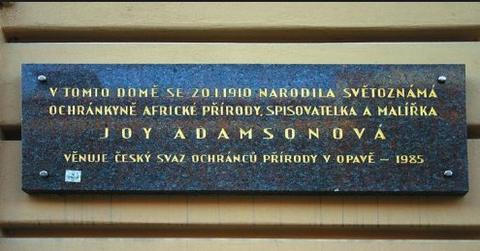 V TOMTO DOMĚ SE 20.1.1910 NARODILA SVĚTOZNÁMÁ
OCHRÁNKYNĚ AFRICKÉ PŘÍRODY, SPISOVATELKA A MALÍŘKA
JOY ADAMSONOVÁ
VĚNUJE ČESKÝ SVAZ OCHRÁNCŮ PŘÍRODY V OPAVĚ – 1985